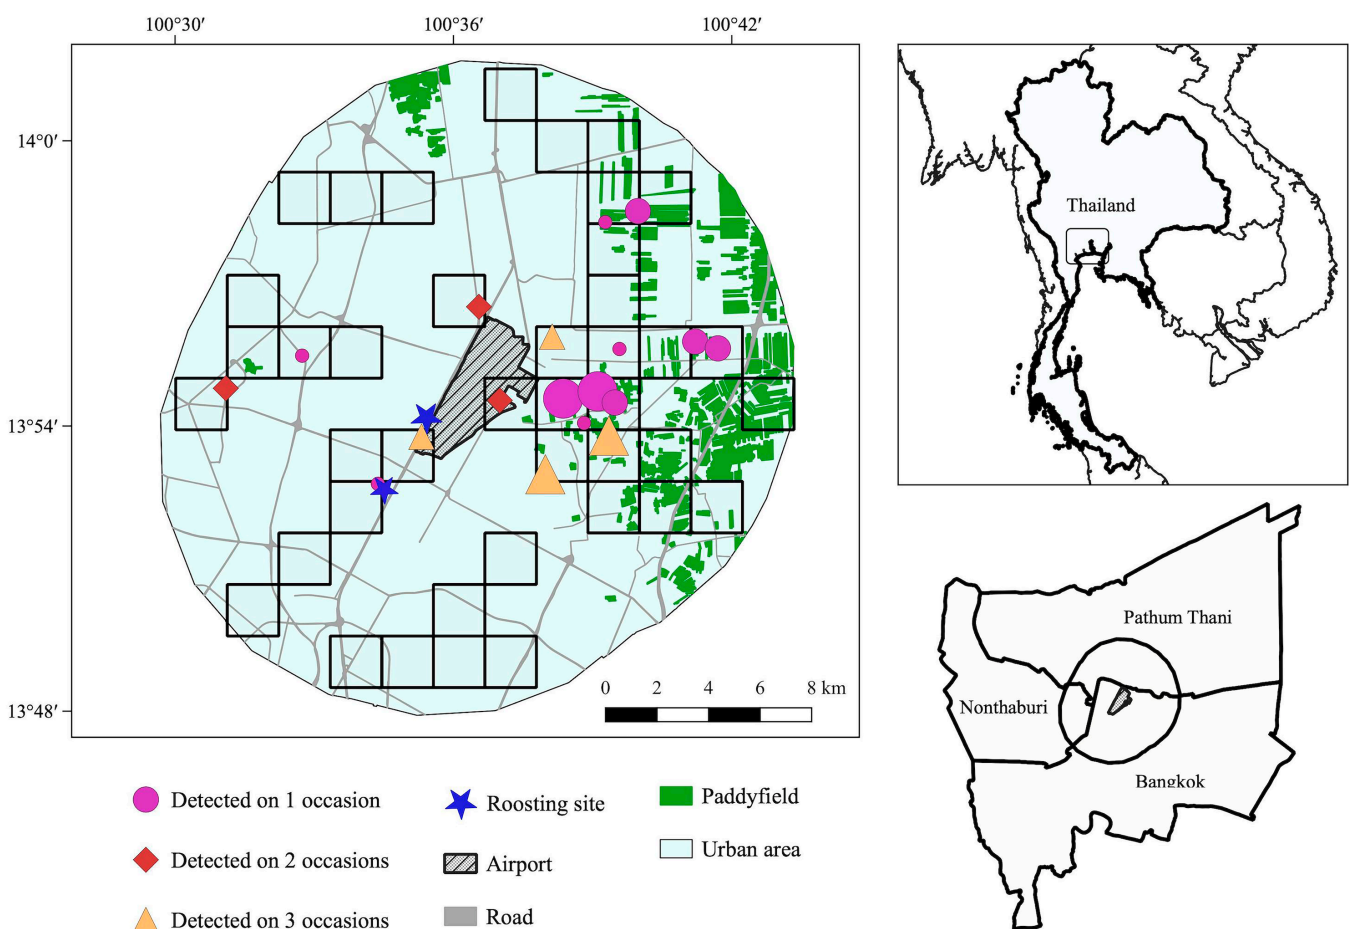 100°30′ 100°36′ 100°42′
14°0′
13°54′
13°48′
0 2 4 6 8 km
Thailand
Pathum Thani
Nonthaburi
Bangkok
Detected on 1 occasion
Detected on 2 occasions
Detected on 3 occasions
Roosting site
Airport
Road
Paddyfield
Urban area